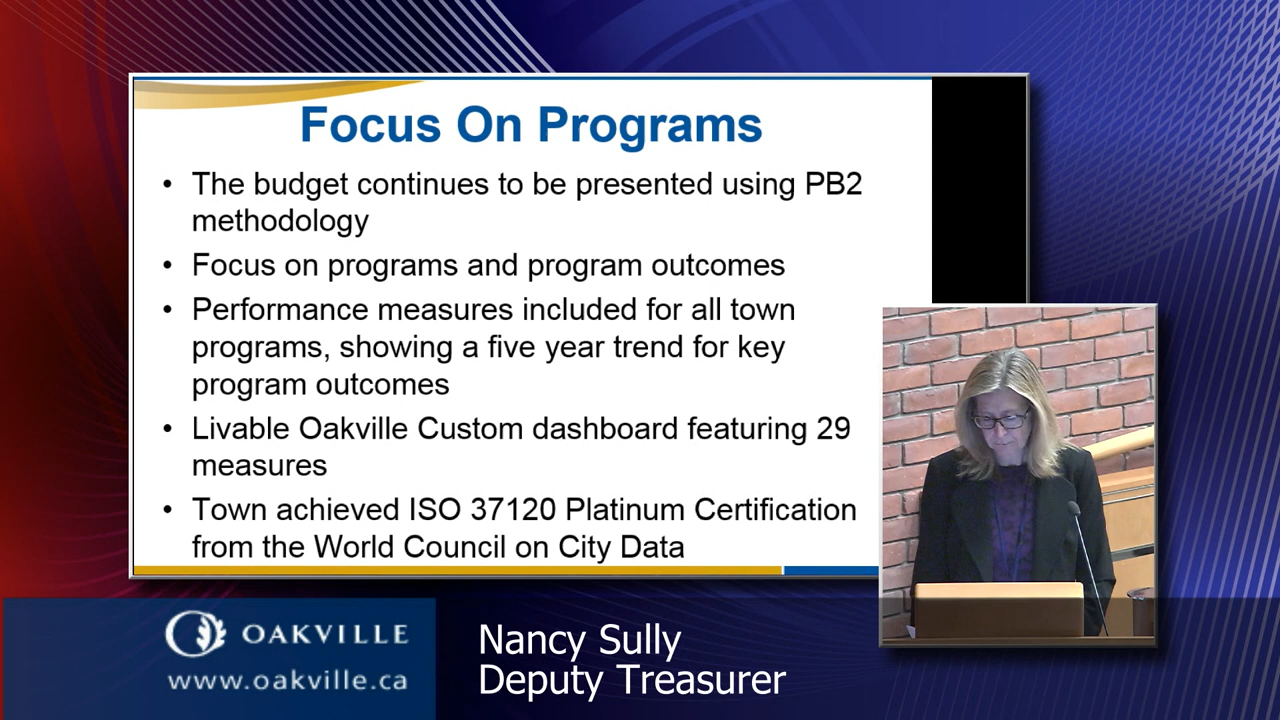 Focus On Programs
• The budget continues to be presented using PB2
methodology
• Focus on programs and program outcomes
• Performance measures included for all town
programs, showing a five year trend for key
program outcomes
• Livable Oakville Custom dashboard featuring 29
measures
• Town achieved ISO 37120 Platinum Certification
from the World Council on City Data
OAKVILLE
www.oakville.ca
Nancy Sully
Deputy Treasurer